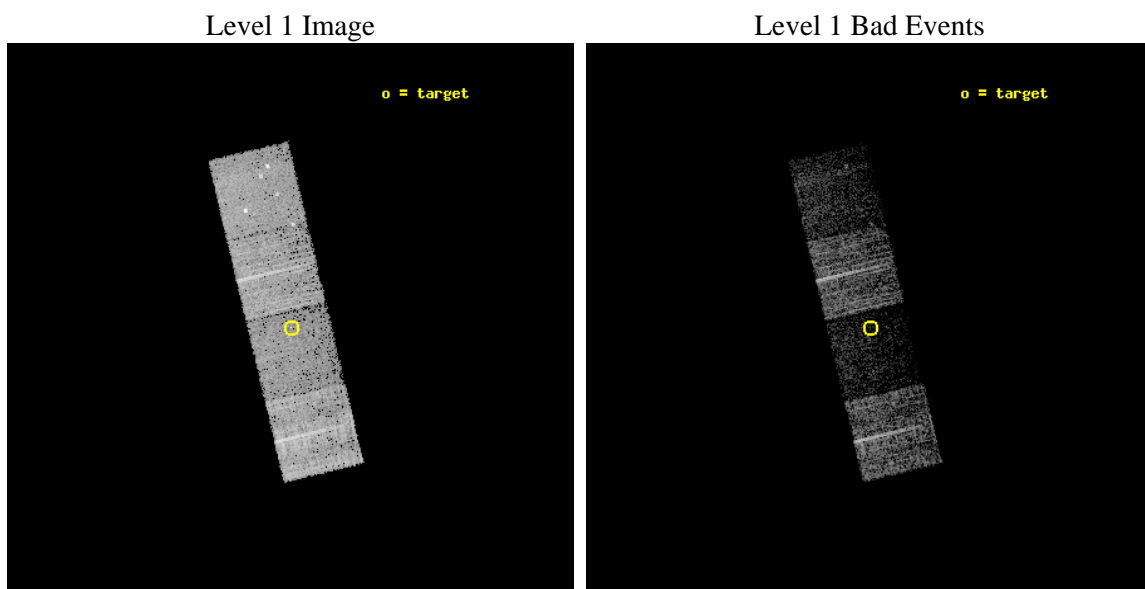 Level 1 Image
Level 1 Bad Events
o = target
o = target